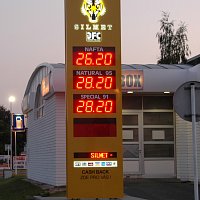 SILMET
DFC
NAFTA
26.20
NATURAL 95
28.20
SPECIAL 91
28.20
SILMET
CASH BACK
BOX